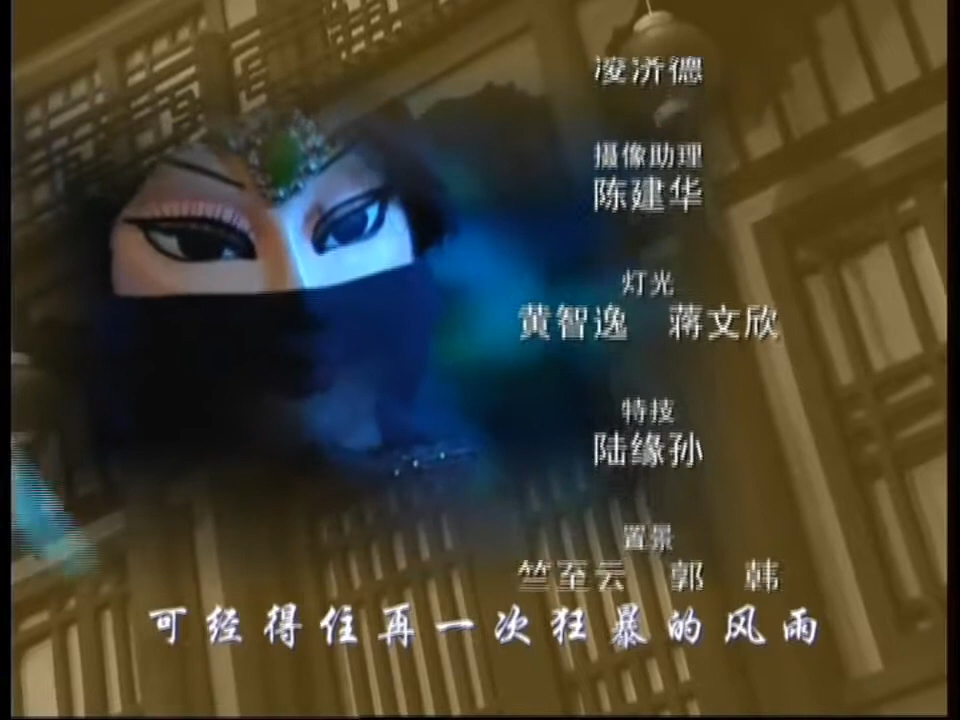 凌济德
攝像助理
陈建华
灯光
黄智逸 蒋文欣
特技
陆缘孙
置景
竺至云 郭 韩
可经得住再一次狂暴的风雨